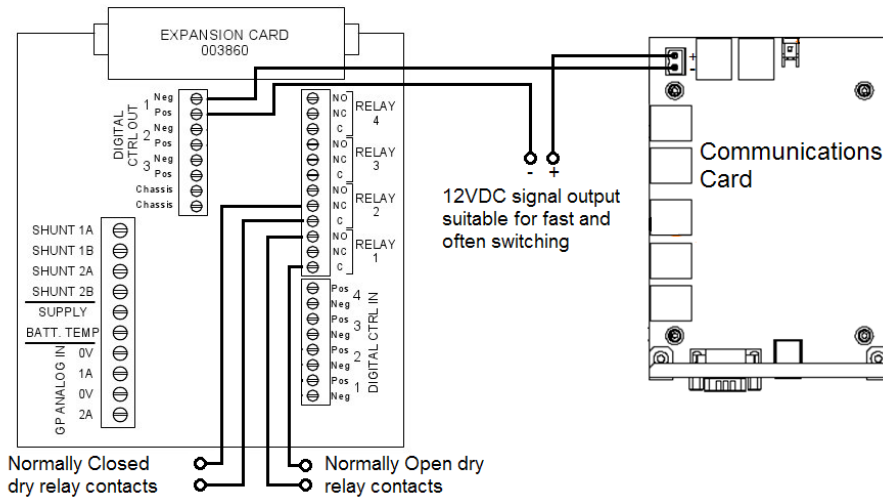 EXPANSION CARD
003860
+
-
1 Neg
Pos
2 Neg
Pos
3 Neg
Pos
Chassis
Chassis
DIGITAL
CTRL OUT
NO
NC
C
RELAY
4
NO
NC
C
RELAY
3
NO
NC
C
RELAY
2
NO
NC
C
RELAY
1
Communications
Card
- +
12VDC signal output
suitable for fast and
often switching
SHUNT 1A
SHUNT 1B
SHUNT 2A
SHUNT 2B
SUPPLY
BATT. TEMP
0V
1A
0V
2A
GP ANALOG IN
Pos 4
Neg
Pos 3
Neg
Pos 2
Neg
Pos 1
Neg
DIGITAL CTRL IN
Normally Closed
dry relay contacts
Normally Open dry
relay contacts